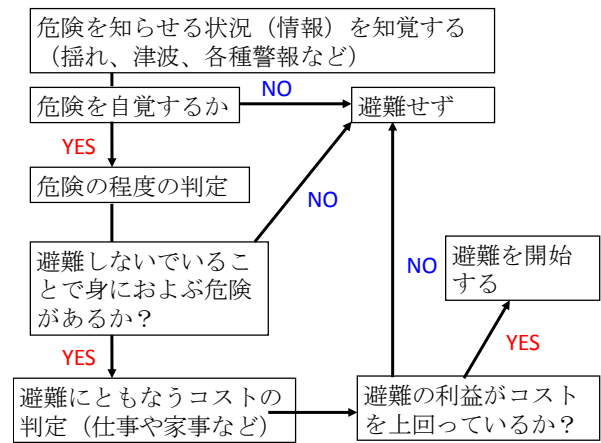 危険を知らせる状況（情報）を知覚する
（揺れ、津波、各種警報など）
危険を自覚するか
NO
避難せず
YES
危険の程度の判定
NO
避難しないでいるこ
とで身におよぶ危険
があるか？
NO
避難を開始
する
YES
YES
避難にともなうコストの
判定（仕事や家事など）
避難の利益がコスト
を上回っているか？